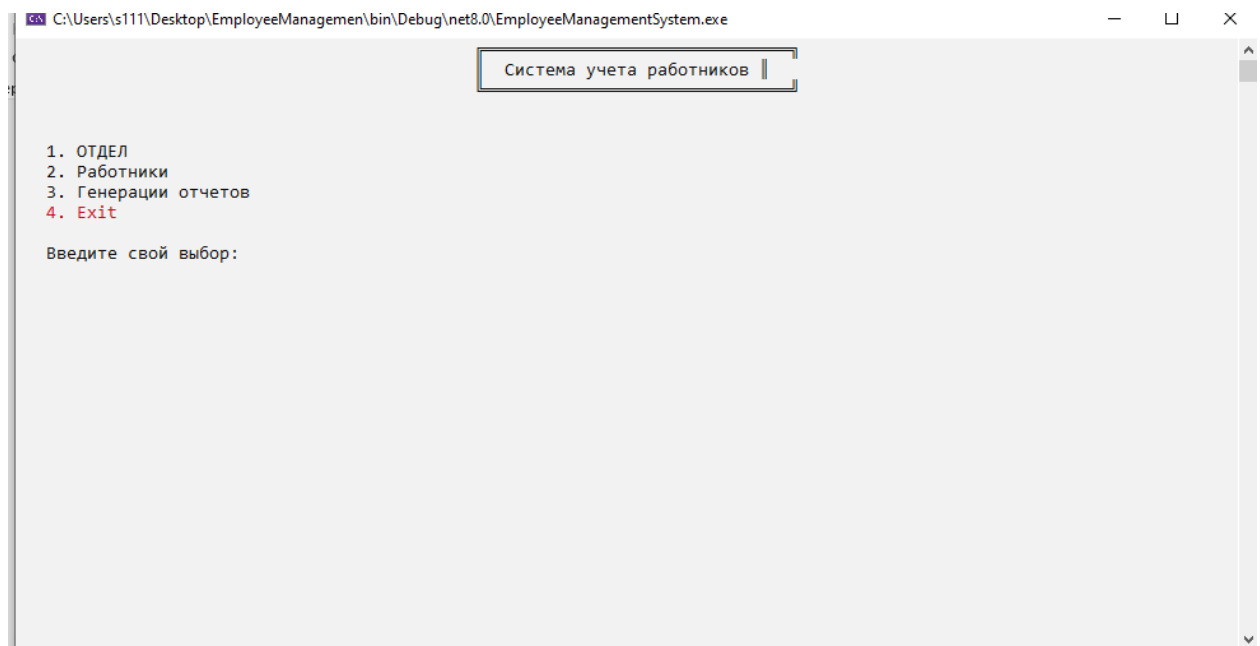 C:\Users\s111\Desktop\EmployeeManagemen\bin\Debug\net8.0\EmployeeManagementSystem.exe
Система учета работников
1. ОТДЕЛ
2. Работники
3. Генерации отчетов
4. Exit
Введите свой выбор: